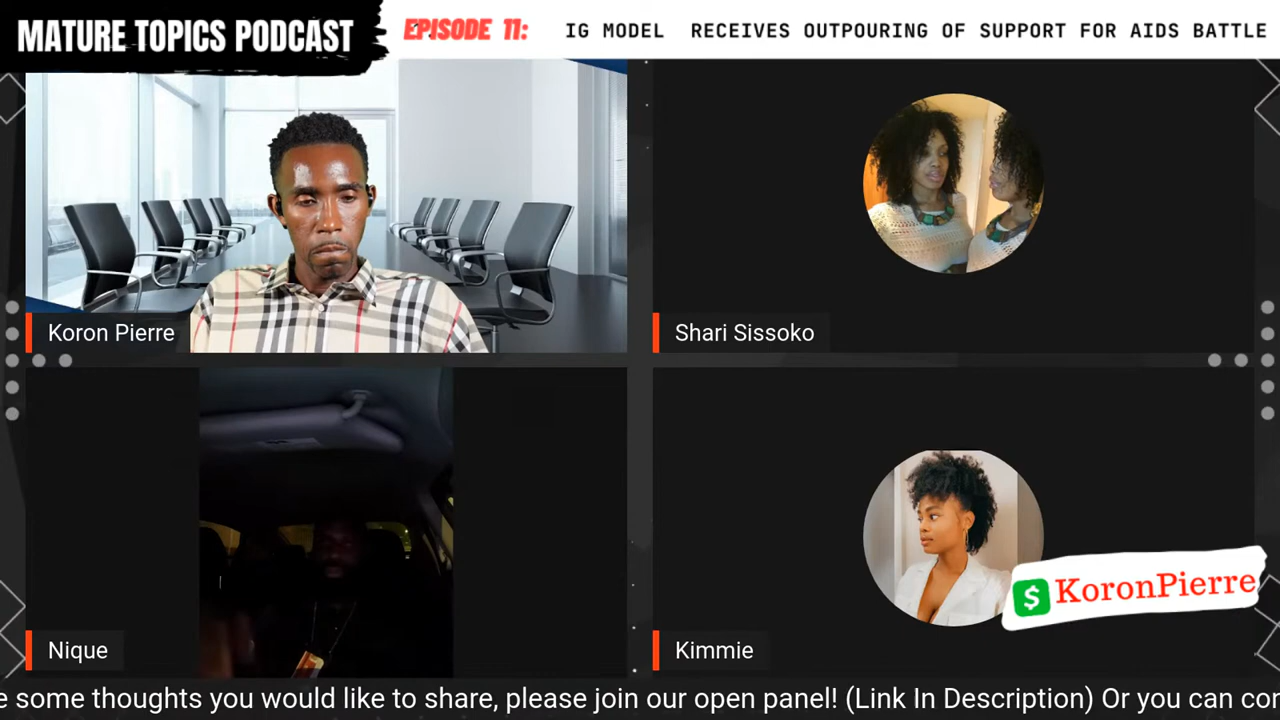 MATURE TOPICS PODCAST
EPISODE 11:
IG MODEL RECEIVES OUTPOURING OF SUPPORT FOR AIDS BATTLE
Koron Pierre
Shari Sissoko
Nique
Kimmie
$ KoronPierre
e some thoughts you would like to share, please join our open panel! (Link In Description) Or you can con